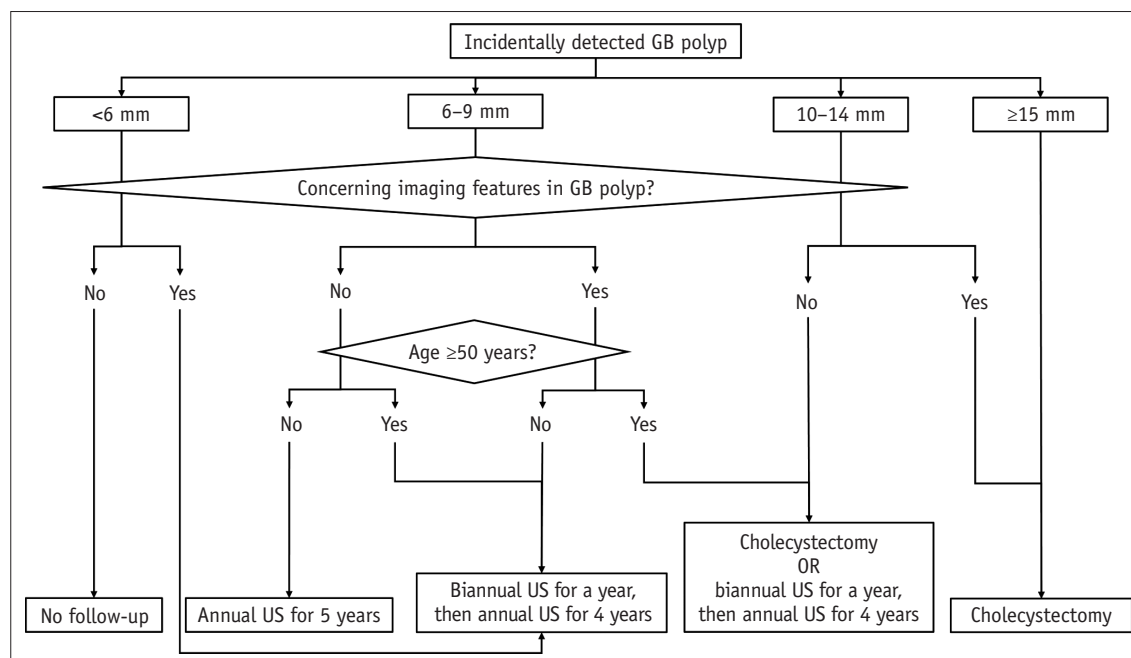 Incidentally detected GB polyp
<6 mm
6–9 mm
10–14 mm
≥15 mm
Concerning imaging features in GB polyp?
No
Yes
No
Yes
No
Yes
Age ≥50 years?
No
Yes
No
Yes
No follow-up
Annual US for 5 years
Biannual US for a year,
then annual US for 4 years
Cholecystectomy
OR
biannual US for a year,
then annual US for 4 years
Cholecystectomy